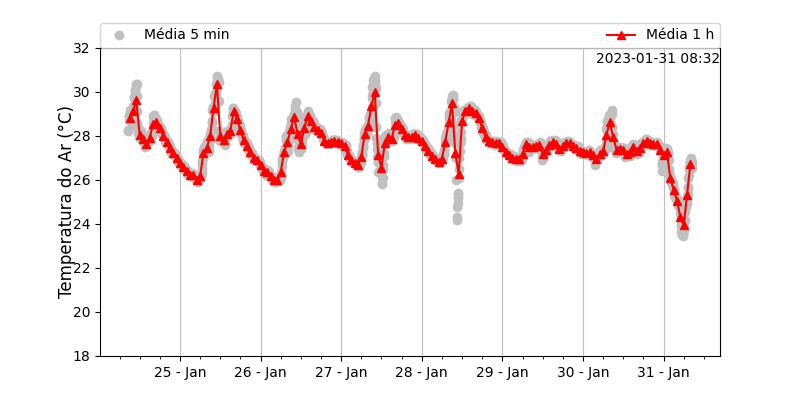 Média 5 min
Média 1 h
2023-01-31 08:32
Temperatura do Ar (°C)
32
30
28
26
24
22
20
18
25 - Jan
26 - Jan
27 - Jan
28 - Jan
29 - Jan
30 - Jan
31 - Jan